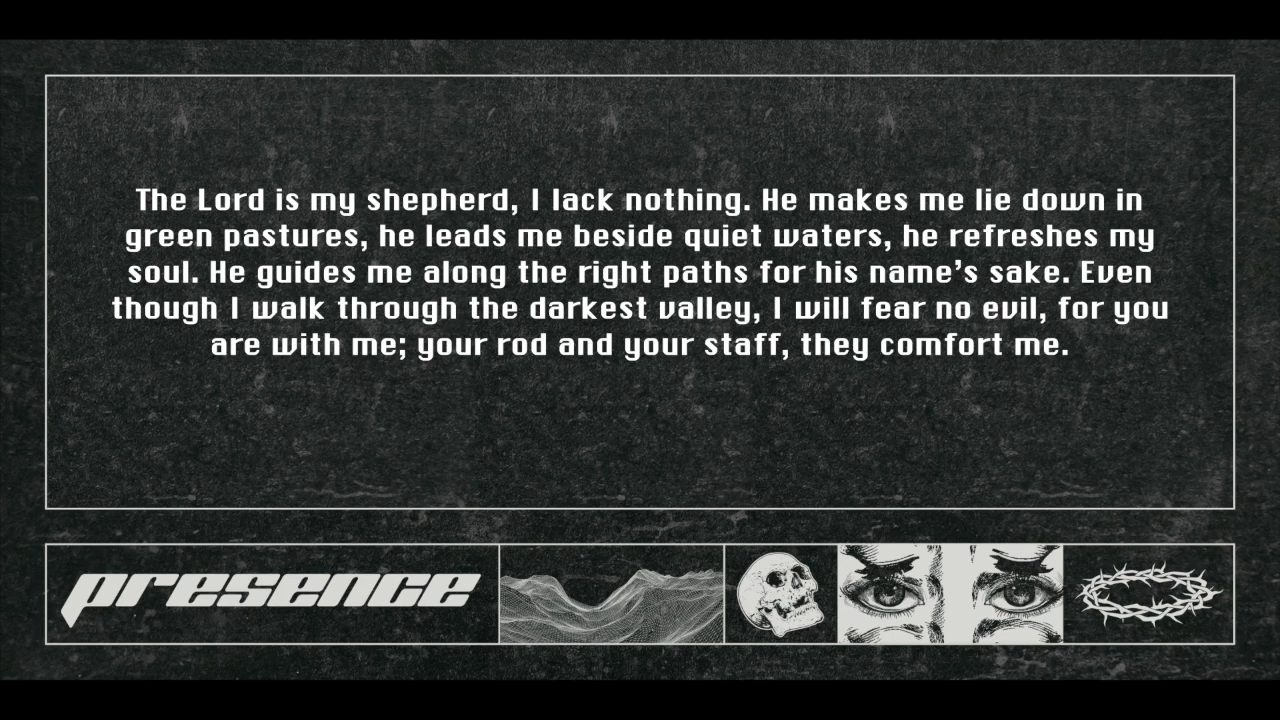 The Lord is my shepherd, I lack nothing. He makes me lie down in
green pastures, he leads me beside quiet waters, he refreshes my
soul. He guides me along the right paths for his name’s sake. Even
though I walk through the darkest valley, I will fear no evil, for you
are with me; your rod and your staff, they comfort me.
presence